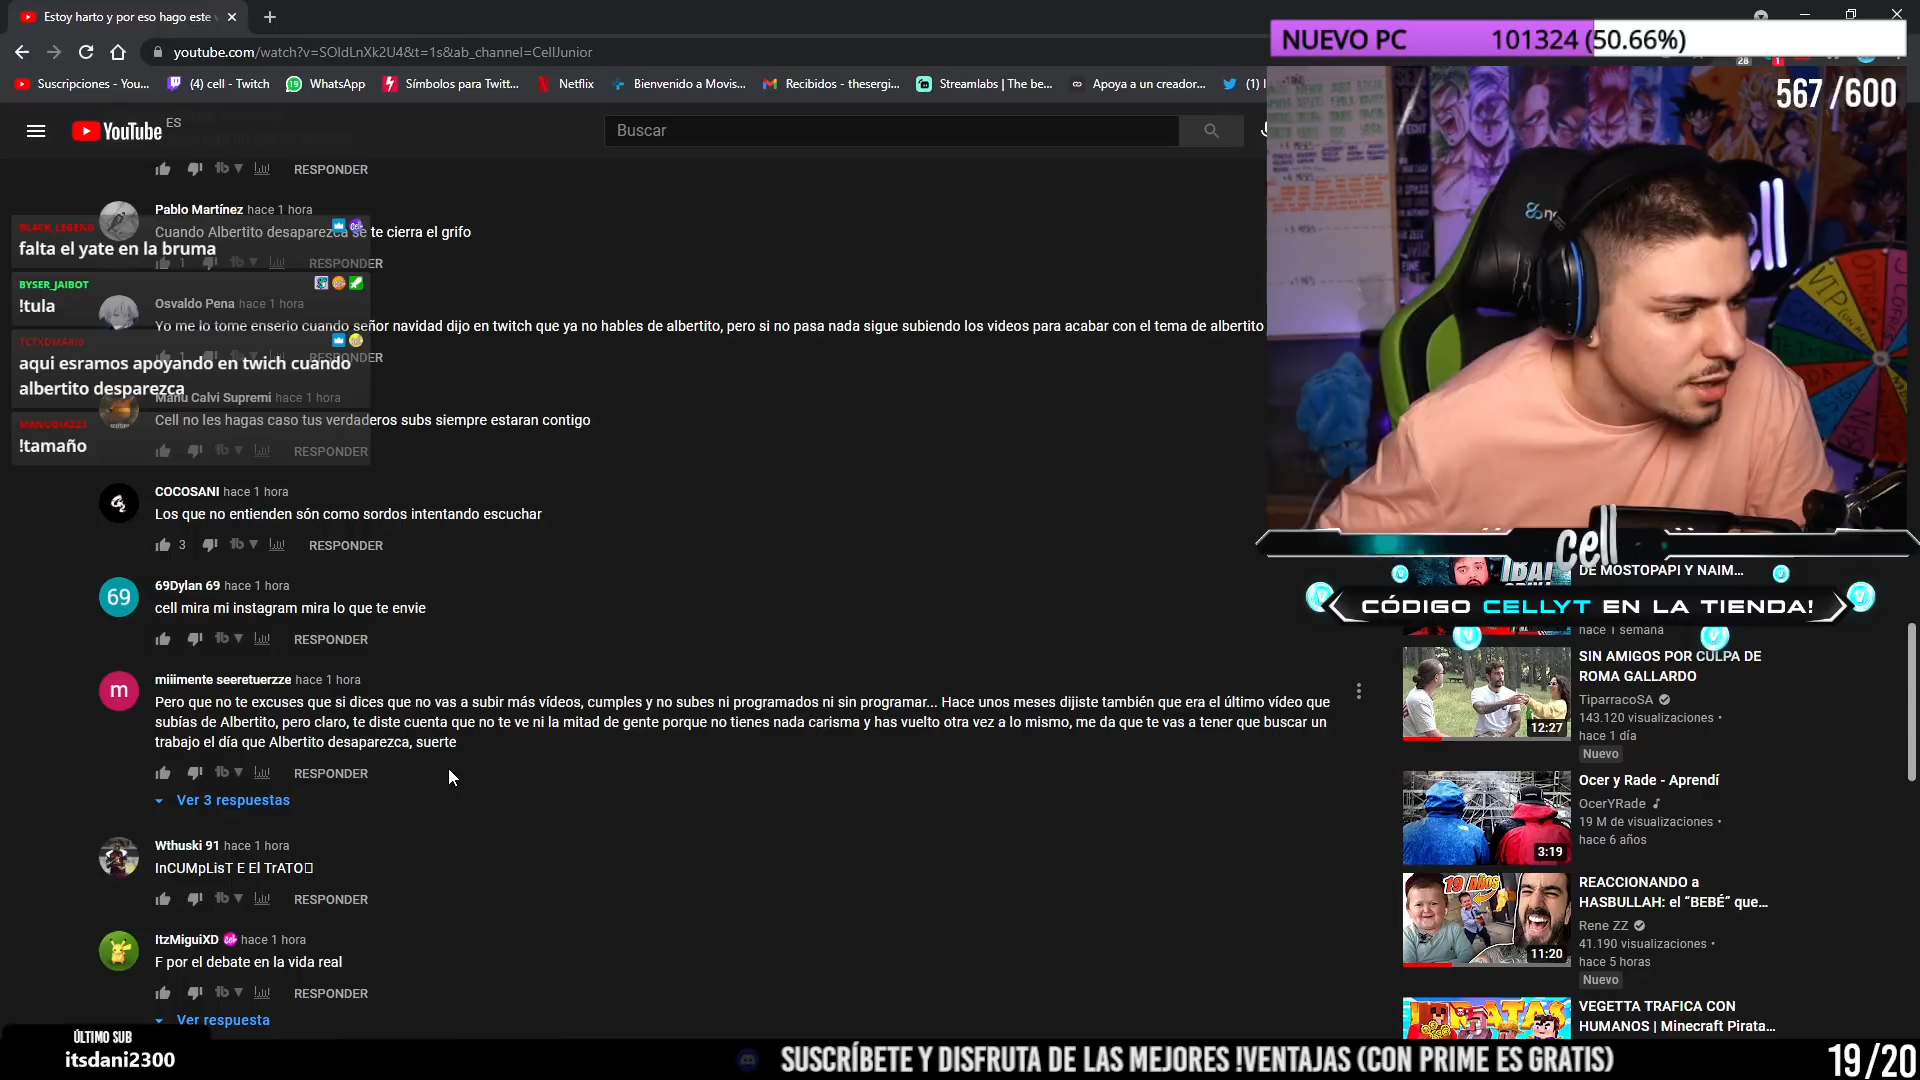 Estoy harto y por eso hago este v
youtube.com/watch?v=SOIdLnXk2U4&t=1s&ab_channel=CellJunior
Suscripciones - You...
(4) cell - Twitch
WhatsApp
Símbolos para Twitt...
Netflix
Bienvenido a Movis...
Recibidos - thesergi...
Streamlabs | The be...
Apoya a un creador...
(1)
NUEVO PC 101324 (50.66%)
28
1
567 /600
YouTube ES
Buscar
RESPONDER
Pablo Martínez hace 1 hora
Cuando Albertito desaparezca se te cierra el grifo
1 RESPONDER
BL4CK_LEGEND
falta el yate en la bruma
BYSER_JAIBOT
!tula
TCTXDMARIO
aqui esramos apoyando en twich cuando
albertito desparezca
MANUDIAZZZ
!tamaño
Osvaldo Pena hace 1 hora
Yo me lo tome enserio cuando señor navidad dijo en twitch que ya no hables de albertito, pero si no pasa nada sigue subiendo los videos para acabar con el tema de albertito
1 RESPONDER
Manu Calvi Supremi hace 1 hora
Cell no les hagas caso tus verdaderos subs siempre estaran contigo
RESPONDER
COCOSANI hace 1 hora
Los que no entienden són como sordos intentando escuchar
3 RESPONDER
69
69Dylan 69 hace 1 hora
cell mira mi instagram mira lo que te envie
RESPONDER
m
miiimente seeretuerzze hace 1 hora
Pero que no te excuses que si dices que no vas a subir más vídeos, cumples y no subes ni programados ni sin programar... Hace unos meses dijiste también que era el último vídeo que
subías de Albertito, pero claro, te diste cuenta que no te ve ni la mitad de gente porque no tienes nada carisma y has vuelto otra vez a lo mismo, me da que te vas a tener que buscar un
trabajo el día que Albertito desaparezca, suerte
RESPONDER
Ver 3 respuestas
Wthuski 91 hace 1 hora
InCUMpLisT E El TrATO
RESPONDER
ItzMiguiXD hace 1 hora
F por el debate en la vida real
RESPONDER
Ver respuesta
VIP
cell
DE MOSTOPAPI Y NAIM...
CÓDIGO CELLYT EN LA TIENDA!
hace 1 semana
SIN AMIGOS POR CULPA DE
ROMA GALLARDO
TiparracoSA
143.120 visualizaciones •
hace 1 día
Nuevo
12:27
Ocer y Rade - Aprendí
OcerYRade
19 M de visualizaciones •
hace 6 años
3:19
19 AÑOS
REACCIONANDO a
HASBULLAH: el “BEBÉ” que...
Rene ZZ
41.190 visualizaciones •
hace 5 horas
Nuevo
11:20
VEGETTA TRAFICA CON
HUMANOS | Minecraft Pirata...
ÚLTIMO SUB
itsdani2300
SUSCRÍBETE Y DISFRUTA DE LAS MEJORES !VENTAJAS (CON PRIME ES GRATIS)
19/20